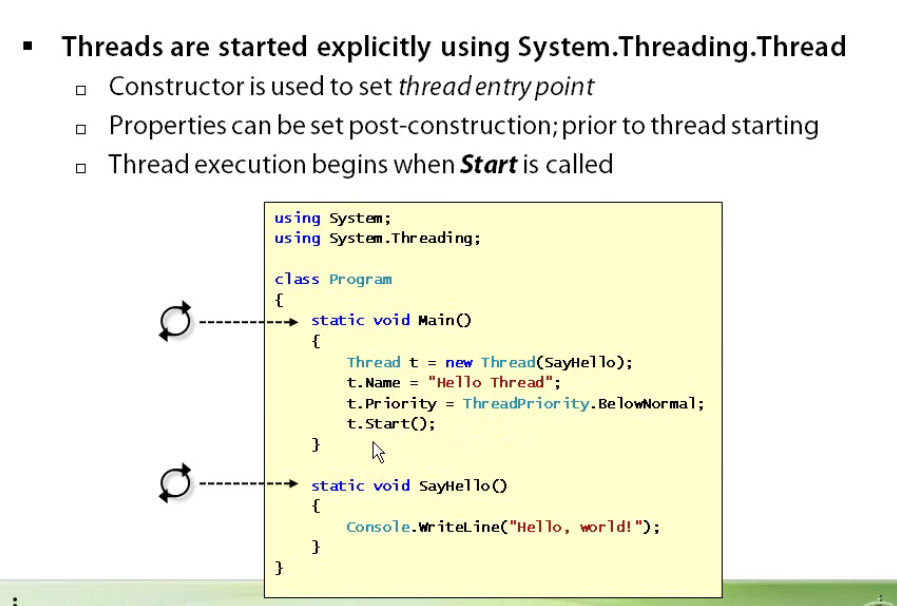 ▪ Threads are started explicitly using System.Threading.Thread
▫ Constructor is used to set thread entry point
▫ Properties can be set post-construction; prior to thread starting
▫ Thread execution begins when Start is called
using System;
using System.Threading;
class Program
{
static void Main()
{
Thread t = new Thread(SayHello);
t.Name = "Hello Thread";
t.Priority = ThreadPriority.BelowNormal;
t.Start();
}
static void SayHello()
{
Console.WriteLine("Hello, world!");
}
}